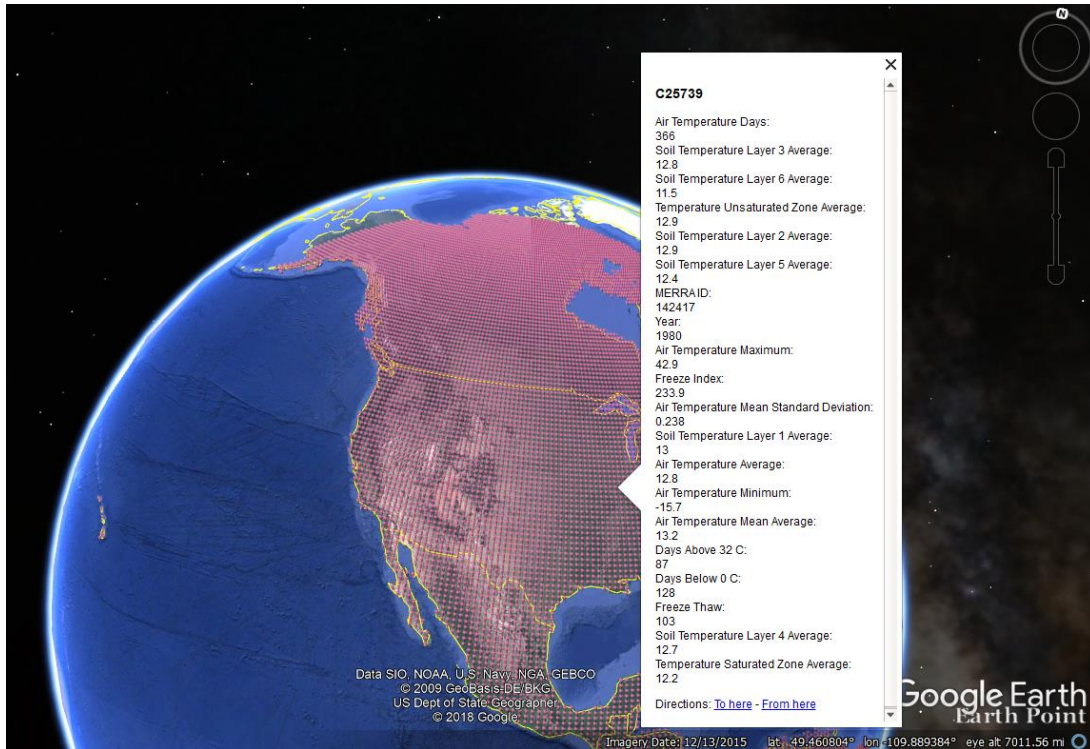 N
C25739
Air Temperature Days:
366
Soil Temperature Layer 3 Average:
12.8
Soil Temperature Layer 6 Average:
11.5
Temperature Unsaturated Zone Average:
12.9
Soil Temperature Layer 2 Average:
12.9
Soil Temperature Layer 5 Average:
12.4
MERRAID:
142417
Year:
1980
Air Temperature Maximum:
42.9
Freeze Index:
233.9
Air Temperature Mean Standard Deviation:
0.238
Soil Temperature Layer 1 Average:
13
Air Temperature Average:
12.8
Air Temperature Minimum:
-15.7
Air Temperature Mean Average:
13.2
Days Above 32 C:
87
Days Below 0 C:
128
Freeze Thaw:
103
Soil Temperature Layer 4 Average:
12.7
Temperature Saturated Zone Average:
12.2
Directions: To here - From here
Data SIO, NOAA, U.S. Navy, NGA, GEBCO
© 2009 GeoBasis-DE/BKG
US Dept of State Geographer
© 2018 Google
Google Earth
Earth Point
Imagery Date: 12/13/2015 lat 49.460804° lon -109.889384° eye alt 7011.56 mi